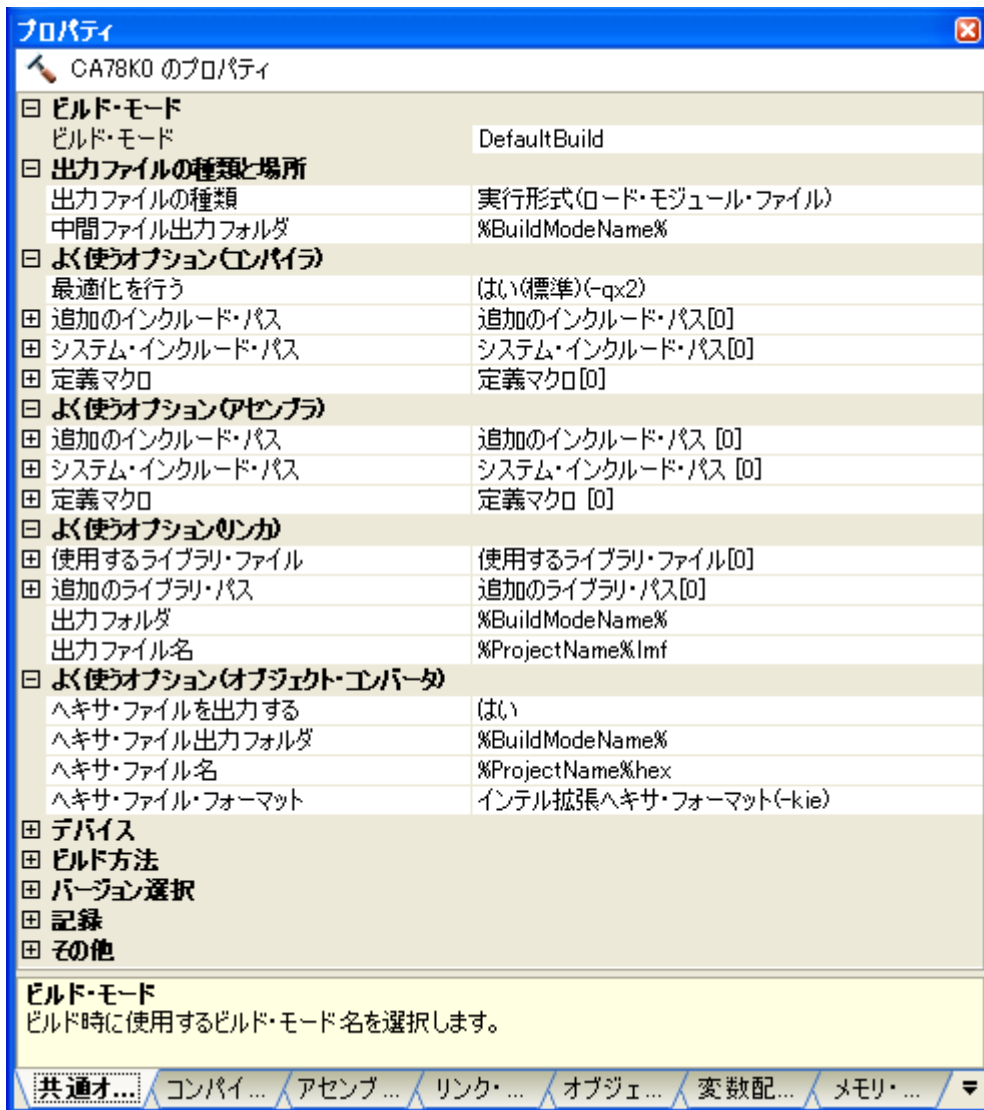 プロパティ
CA78K0 のプロパティ
ビルド・モード
ビルド・モード DefaultBuild
出力ファイルの種類と場所
出力ファイルの種類 実行形式(ロード・モジュール・ファイル)
中間ファイル出力フォルダ %BuildModeName%
よく使うオプション(コンパイラ)
最適化を行う はい(標準)(-qx2)
追加のインクルード・パス 追加のインクルード・パス[0]
システム・インクルード・パス システム・インクルード・パス[0]
定義マクロ 定義マクロ[0]
よく使うオプション(アセンブラ)
追加のインクルード・パス 追加のインクルード・パス [0]
システム・インクルード・パス システム・インクルード・パス [0]
定義マクロ 定義マクロ [0]
よく使うオプション(リンカ)
使用するライブラリ・ファイル 使用するライブラリ・ファイル[0]
追加のライブラリ・パス 追加のライブラリ・パス[0]
出力フォルダ %BuildModeName%
出力ファイル名 %ProjectName%.lmf
よく使うオプション(オブジェクト・コンバータ)
ヘキサ・ファイルを出力する はい
ヘキサ・ファイル出力フォルダ %BuildModeName%
ヘキサ・ファイル名 %ProjectName%.hex
ヘキサ・ファイル・フォーマット インテル拡張ヘキサ・フォーマット(-kie)
デバイス
ビルド方法
バージョン選択
記録
その他
ビルド・モード
ビルド時に使用するビルド・モード名を選択します。
共通オ... コンパイ... アセンブ... リンク・... オブジェ... 変数配... メモリ・...